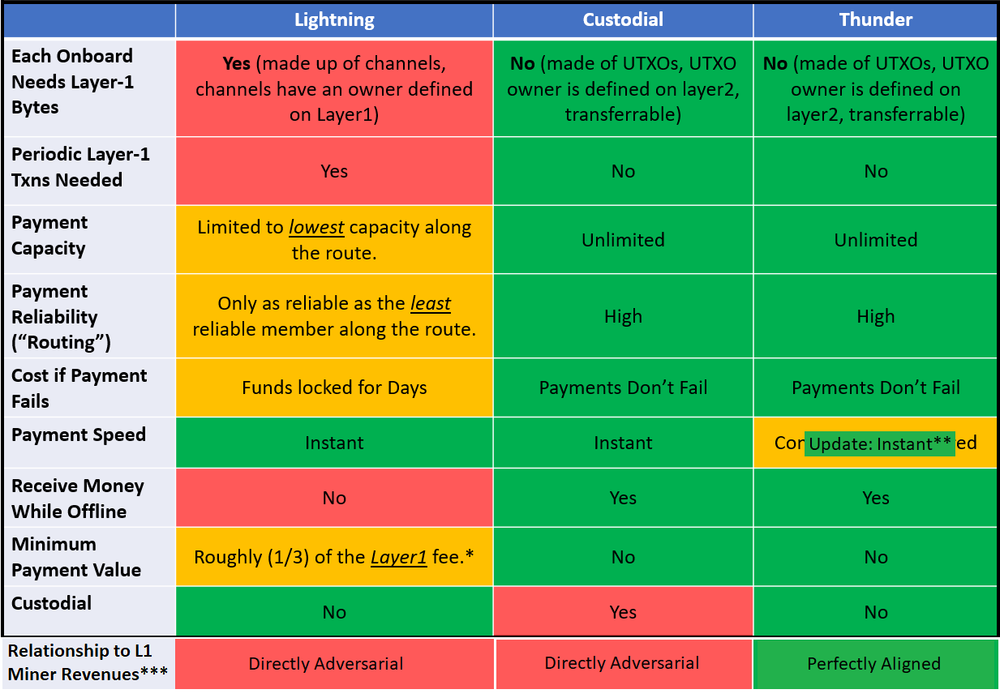 Lightning
Custodial
Thunder
Each Onboard
Needs Layer-1
Bytes
Yes (made up of channels,
channels have an owner defined
on Layer1)
No (made of UTXOs, UTXO
owner is defined on layer2,
transferrable)
No (made of UTXOs, UTXO
owner is defined on
layer2, transferrable)
Periodic Layer-1
Txns Needed
Yes
No
No
Payment
Capacity
Limited to lowest capacity along
the route.
Unlimited
Unlimited
Payment
Reliability
(“Routing”)
Only as reliable as the least
reliable member along the route.
High
High
Cost if Payment
Fails
Funds locked for Days
Payments Don’t Fail
Payments Don’t Fail
Payment Speed
Instant
Instant
Update: Instant**
Receive Money
While Offline
No
Yes
Yes
Minimum
Payment Value
Roughly (1/3) of the Layer1 fee.*
No
No
Custodial
No
Yes
No
Relationship to L1
Miner Revenues***
Directly Adversarial
Directly Adversarial
Perfectly Aligned